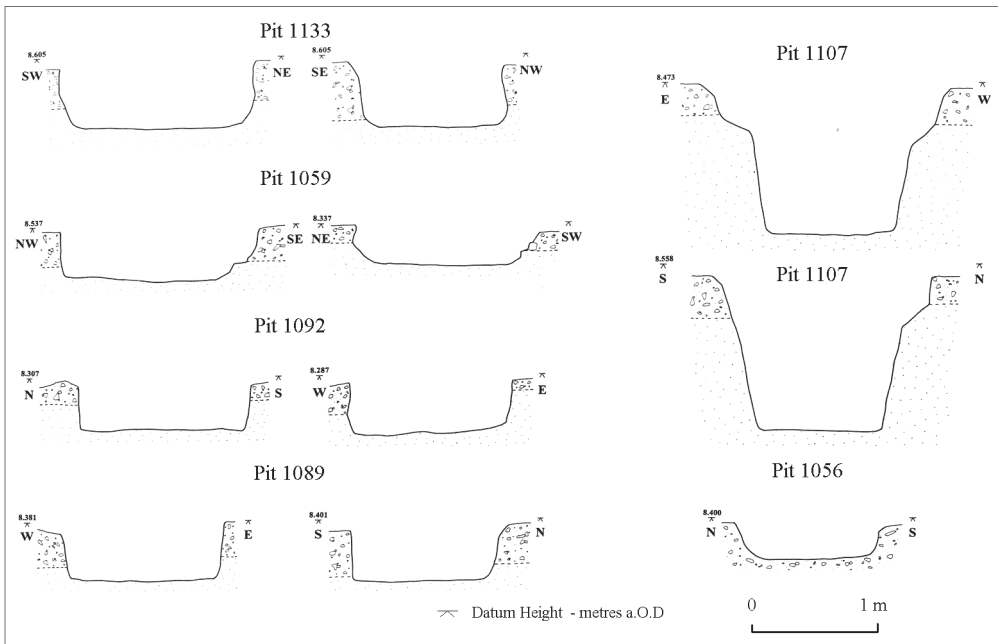 Pit 1133
8.605
SW
NE
8.605
SE
NW
Pit 1107
8.473
E
W
Pit 1059
8.537
NW
SE
8.337
NE
SW
Pit 1107
8.558
S
N
Pit 1092
8.307
N
S
8.287
W
E
Pit 1089
8.381
W
E
8.401
S
N
Pit 1056
8.400
N
S
Datum Height - metres a.O.D
0 1 m